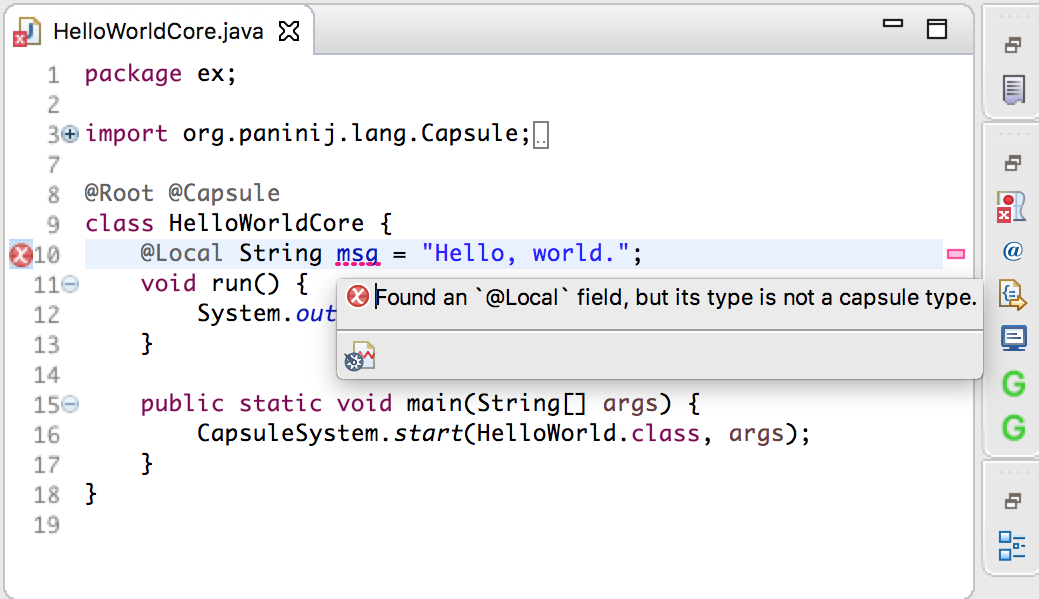 HelloWorldCore.java
1 package ex;
2
3 import org.paninij.lang.Capsule;
7
8 @Root @Capsule
9 class HelloWorldCore {
10 @Local String msg = "Hello, world.";
11 void run() {
Found an `@Local` field, but its type is not a capsule type.
12 System.out
13 }
14
15 public static void main(String[] args) {
16 CapsuleSystem.start(HelloWorld.class, args);
17 }
18 }
19
@
G
G